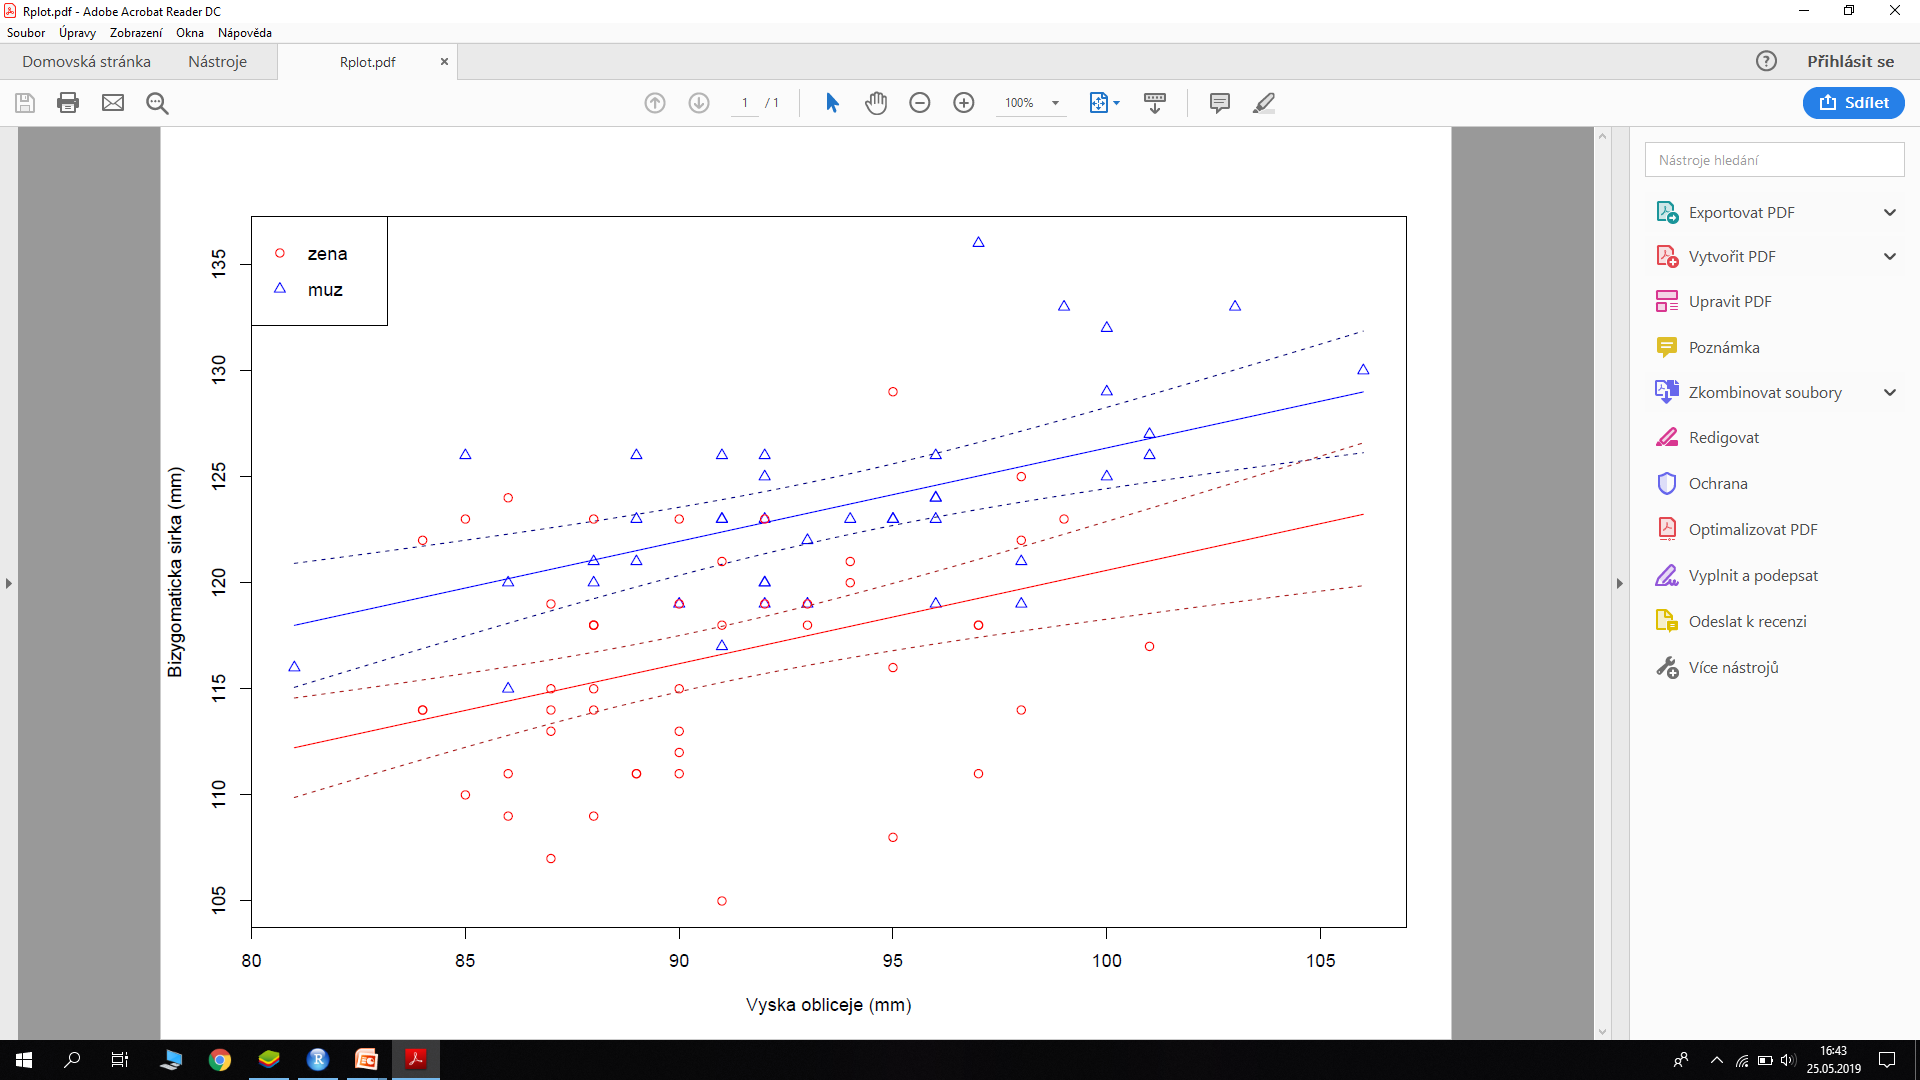 Rplot.pdf - Adobe Acrobat Reader DC
Soubor Úpravy Zobrazení Okna Nápověda
Domovská stránka Nástroje Rplot.pdf × Přihlásit se
1 / 1 100% Sdílet
Nástroje hledání
Exportovat PDF
Vytvořit PDF
Upravit PDF
Poznámka
Zkombinovat soubory
Redigovat
Ochrana
Optimalizovat PDF
Vyplnit a podepsat
Odeslat k recenzi
Více nástrojů
zena
muz
Bizygomaticka sirka (mm)
135
130
125
120
115
110
105
80 85 90 95 100 105
Vyska obliceje (mm)
16:43
25.05.2019